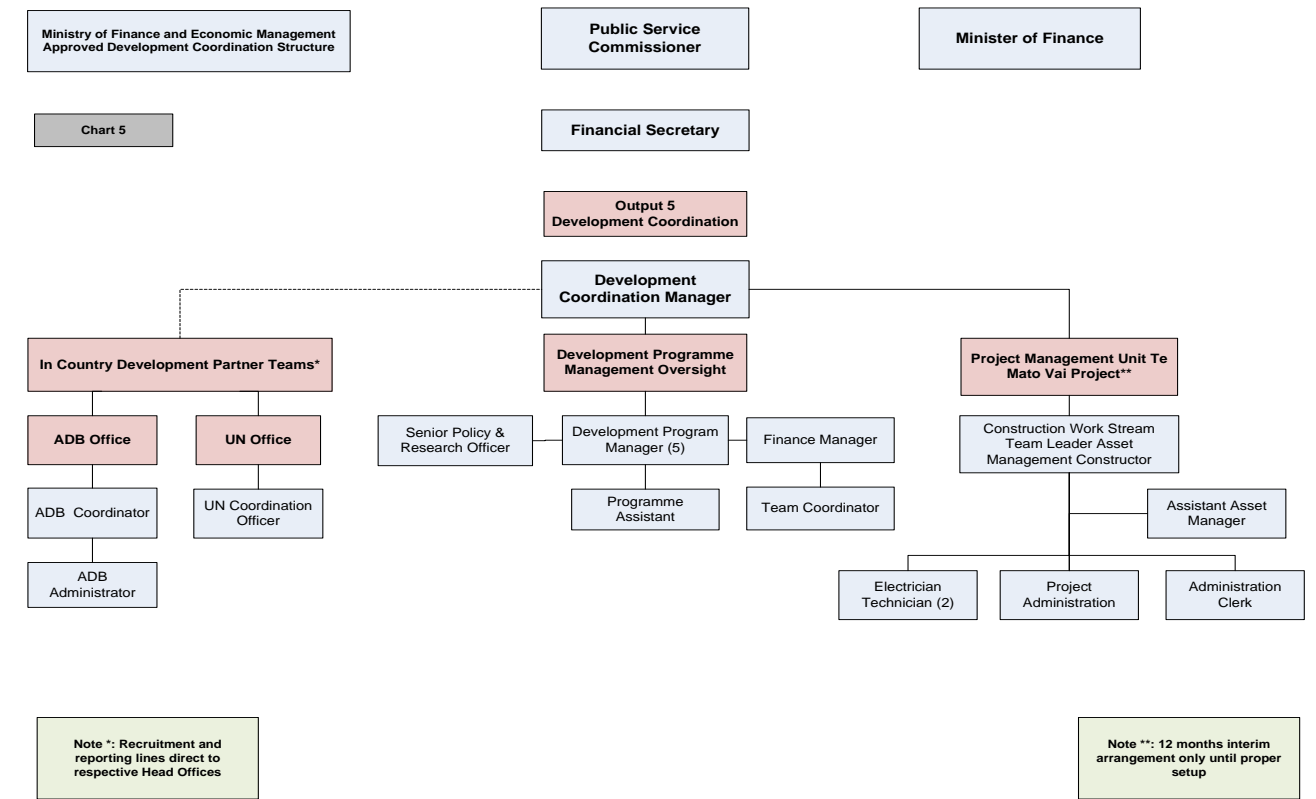 Ministry of Finance and Economic Management
Approved Development Coordination Structure
Public Service
Commissioner
Minister of Finance
Chart 5
Financial Secretary
Output 5
Development Coordination
Development
Coordination Manager
In Country Development Partner Teams*
Development Programme
Management Oversight
Project Management Unit Te
Mato Vai Project**
ADB Office
UN Office
Senior Policy &
Research Officer
Development Program
Manager (5)
Finance Manager
Construction Work Stream
Team Leader Asset
Management Constructor
ADB Coordinator
UN Coordination
Officer
Programme
Assistant
Team Coordinator
Assistant Asset
Manager
ADB
Administrator
Electrician
Technician (2)
Project
Administration
Administration
Clerk
Note *: Recruitment and
reporting lines direct to
respective Head Offices
Note **: 12 months interim
arrangement only until proper
setup